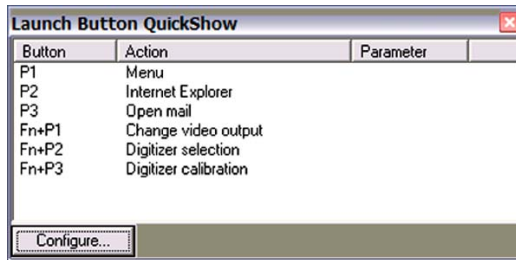 Launch Button QuickShow
Button Action Parameter
P1 Menu
P2 Internet Explorer
P3 Open mail
Fn+P1 Change video output
Fn+P2 Digitizer selection
Fn+P3 Digitizer calibration
Configure...